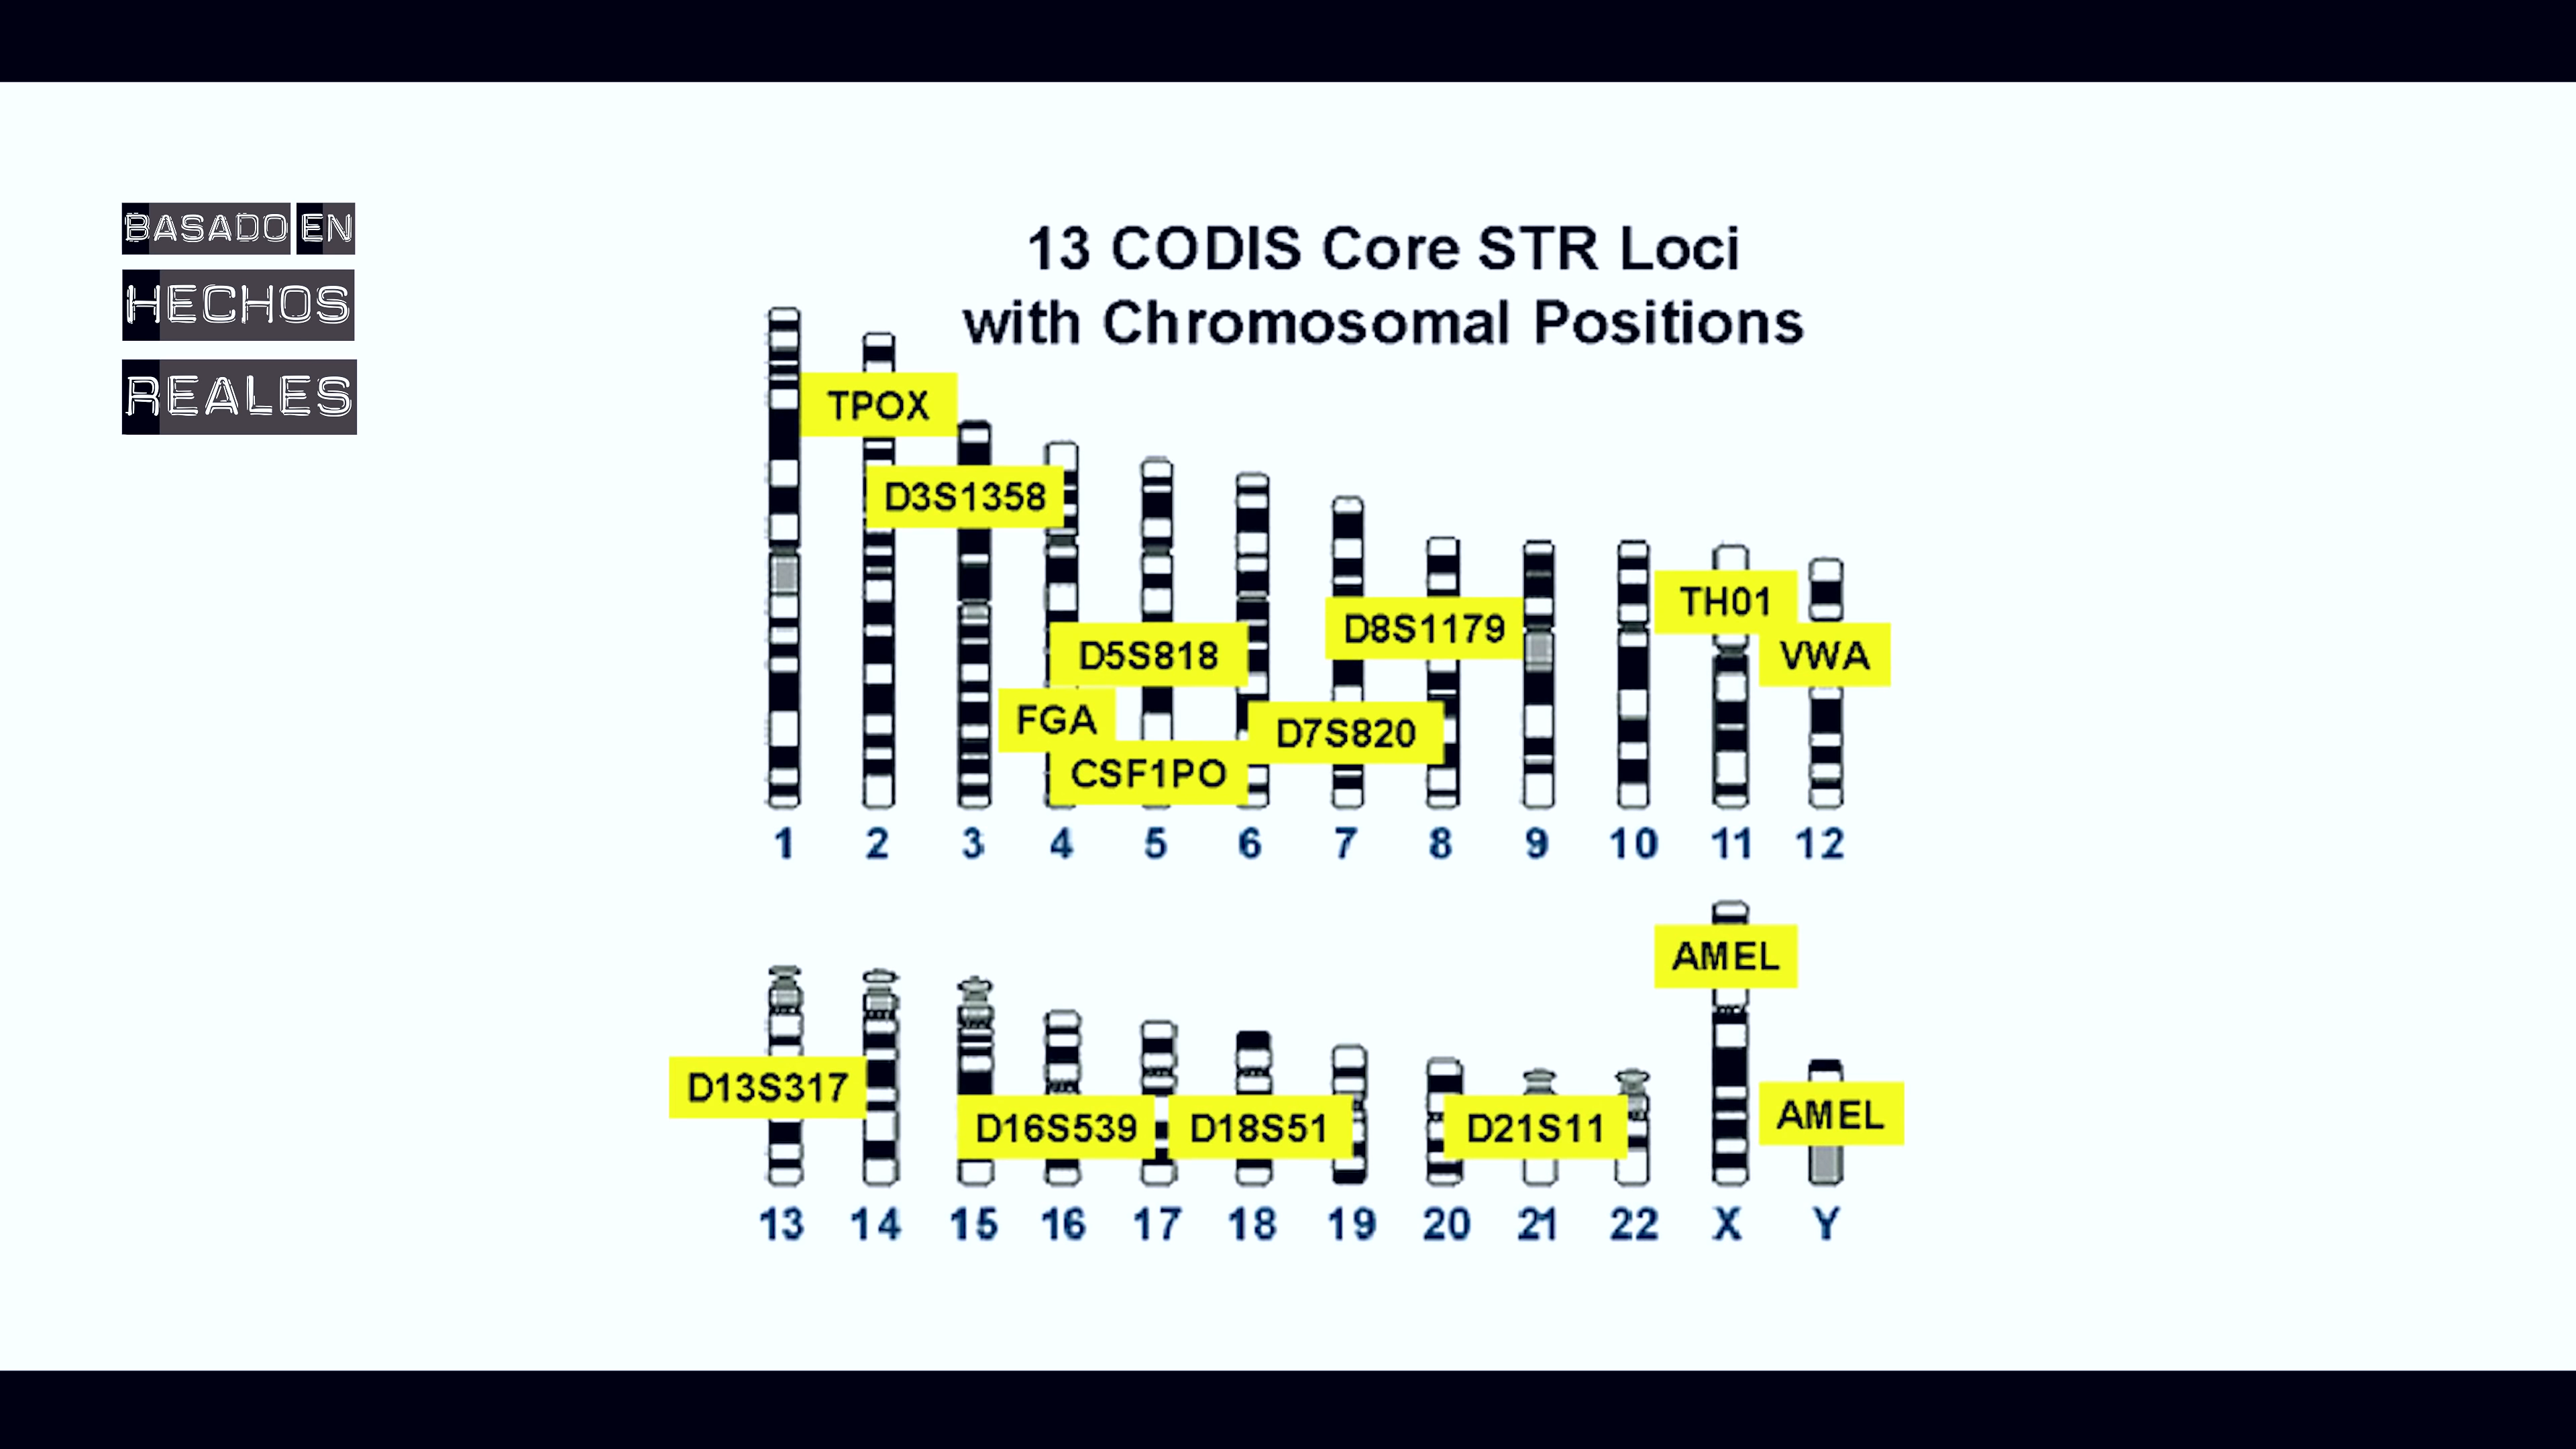 BASADO EN
HECHOS
REALES
13 CODIS Core STR Loci
with Chromosomal Positions
TPOX
D3S1358
TH01
D8S1179
D5S818
VWA
FGA
D7S820
CSF1PO
1 2 3 4 5 6 7 8 9 10 11 12
AMEL
D13S317
AMEL
D16S539 D18S51 D21S11
13 14 15 16 17 18 19 20 21 22 X Y